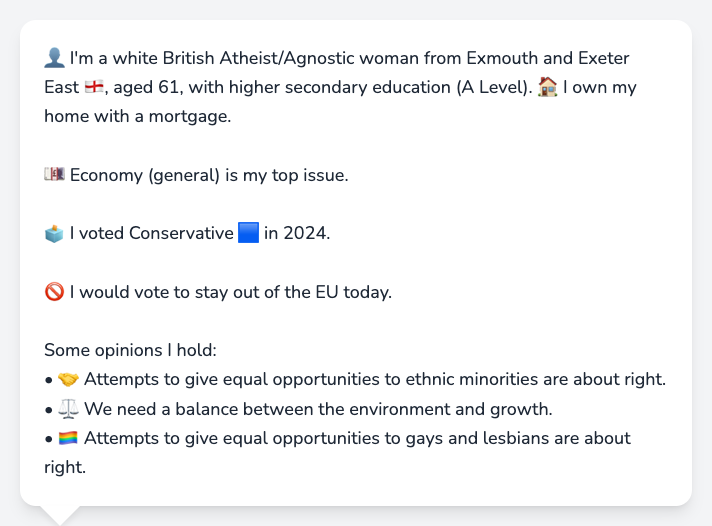 👤 I'm a white British Atheist/Agnostic woman from Exmouth and Exeter
East 🏴󠁧󠁢󠁥󠁮󠁧󠁿, aged 61, with higher secondary education (A Level). 🏠 I own my
home with a mortgage.
💷 Economy (general) is my top issue.
🗳️ I voted Conservative 🟦 in 2024.
🚫 I would vote to stay out of the EU today.
Some opinions I hold:
• 🤝 Attempts to give equal opportunities to ethnic minorities are about right.
• ⚖️ We need a balance between the environment and growth.
• 🏳️‍🌈 Attempts to give equal opportunities to gays and lesbians are about
right.